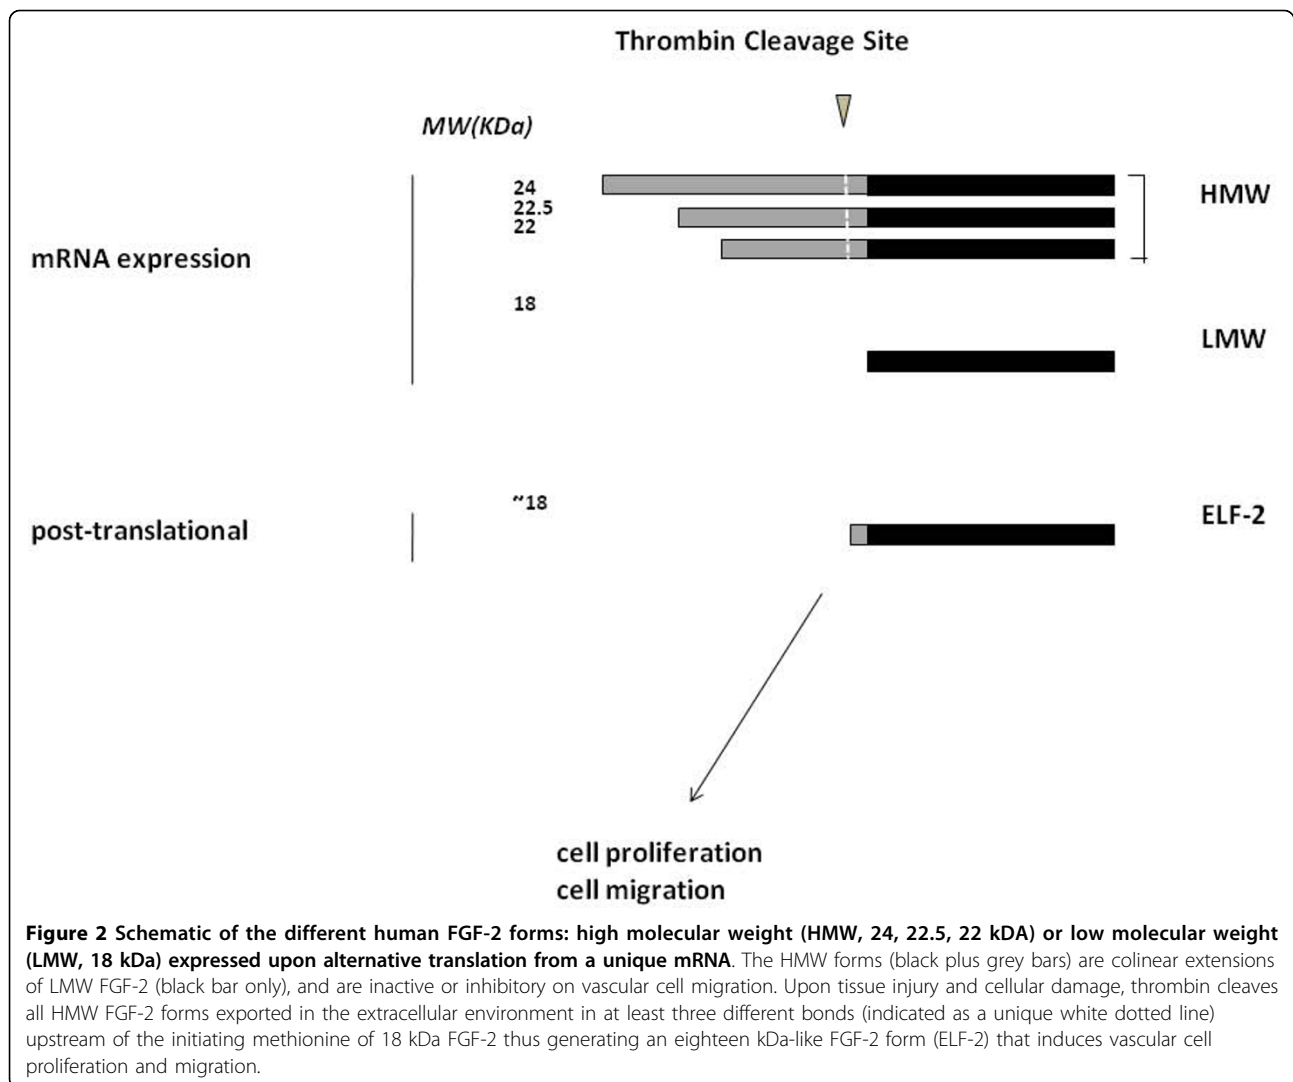 Thrombin Cleavage Site
MW(KDa)
24
22.5
22
HMW
mRNA expression
18
LMW
~18
post-translational
ELF-2
cell proliferation
cell migration
Figure 2 Schematic of the different human FGF-2 forms: high molecular weight (HMW, 24, 22.5, 22 kDA) or low molecular weight
(LMW, 18 kDa) expressed upon alternative translation from a unique mRNA. The HMW forms (black plus grey bars) are colinear extensions
of LMW FGF-2 (black bar only), and are inactive or inhibitory on vascular cell migration. Upon tissue injury and cellular damage, thrombin cleaves
all HMW FGF-2 forms exported in the extracellular environment in at least three different bonds (indicated as a unique white dotted line)
upstream of the initiating methionine of 18 kDa FGF-2 thus generating an eighteen kDa-like FGF-2 form (ELF-2) that induces vascular cell
proliferation and migration.